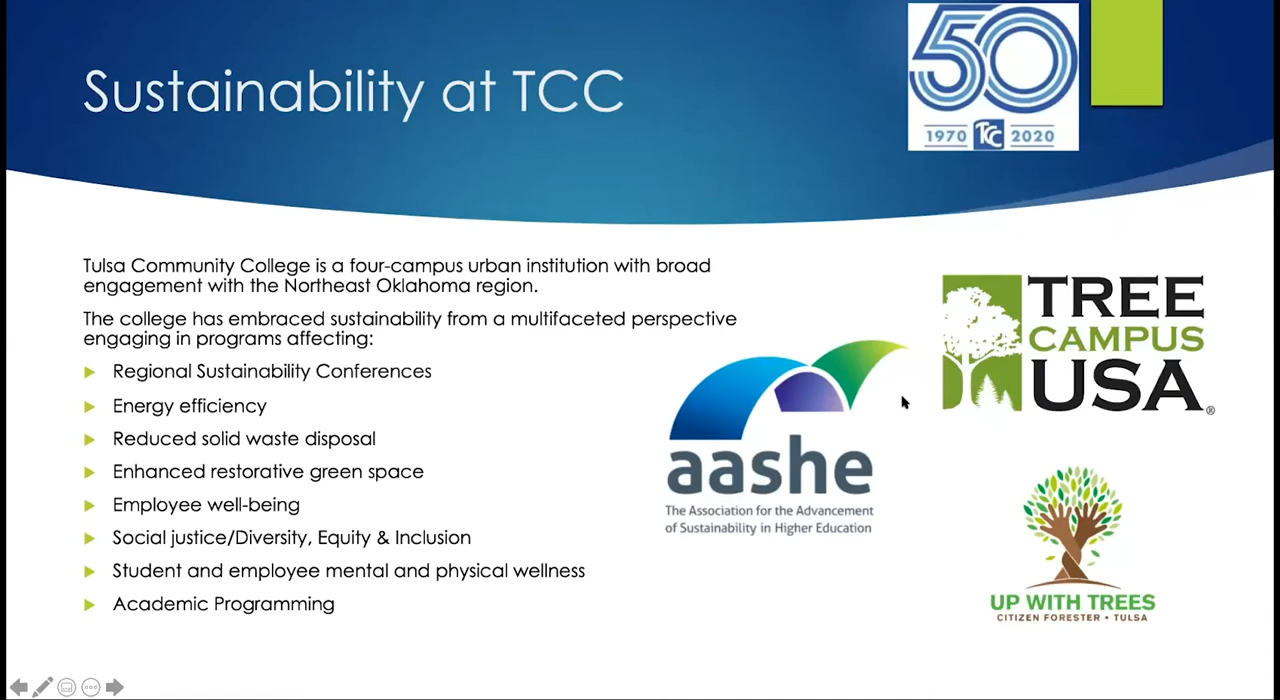 Sustainability at TCC
50
1970 TCC 2020
Tulsa Community College is a four-campus urban institution with broad
engagement with the Northeast Oklahoma region.
The college has embraced sustainability from a multifaceted perspective
engaging in programs affecting:
Regional Sustainability Conferences
Energy efficiency
Reduced solid waste disposal
Enhanced restorative green space
Employee well-being
Social justice/Diversity, Equity & Inclusion
Student and employee mental and physical wellness
Academic Programming
aashe
The Association for the Advancement
of Sustainability in Higher Education
TREE
CAMPUS
USA®
UP WITH TREES
CITIZEN FORESTER • TULSA